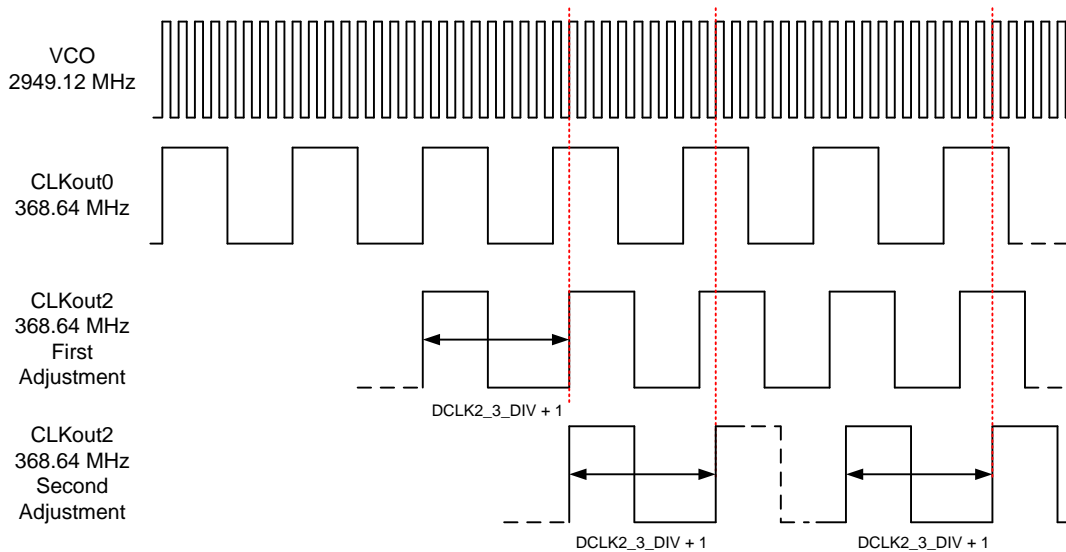 VCO
2949.12 MHz
CLKout0
368.64 MHz
CLKout2
368.64 MHz
First
Adjustment
DCLK2_3_DIV + 1
CLKout2
368.64 MHz
Second
Adjustment
DCLK2_3_DIV + 1
DCLK2_3_DIV + 1